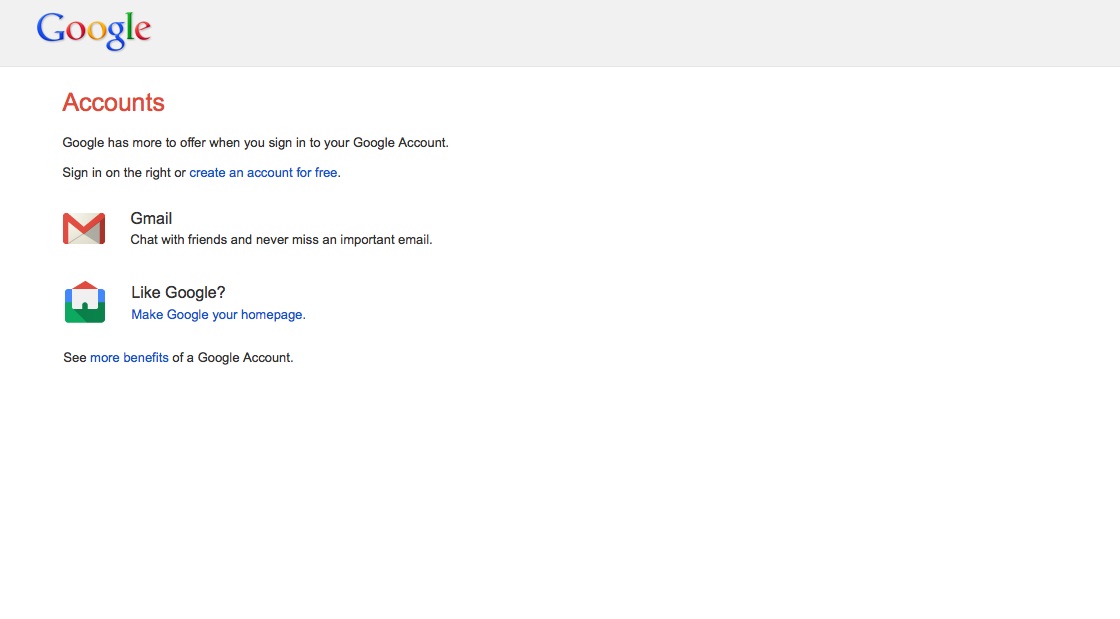 Google
Accounts
Google has more to offer when you sign in to your Google Account.
Sign in on the right or create an account for free.
Gmail
Chat with friends and never miss an important email.
Like Google?
Make Google your homepage.
See more benefits of a Google Account.